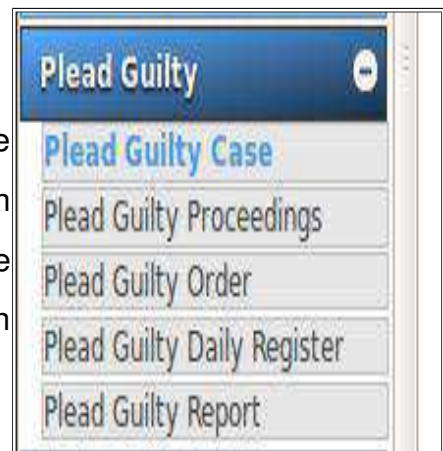 Plead Guilty
e Plead Guilty Case
n Plead Guilty Proceedings
e Plead Guilty Order
n Plead Guilty Daily Register
Plead Guilty Report